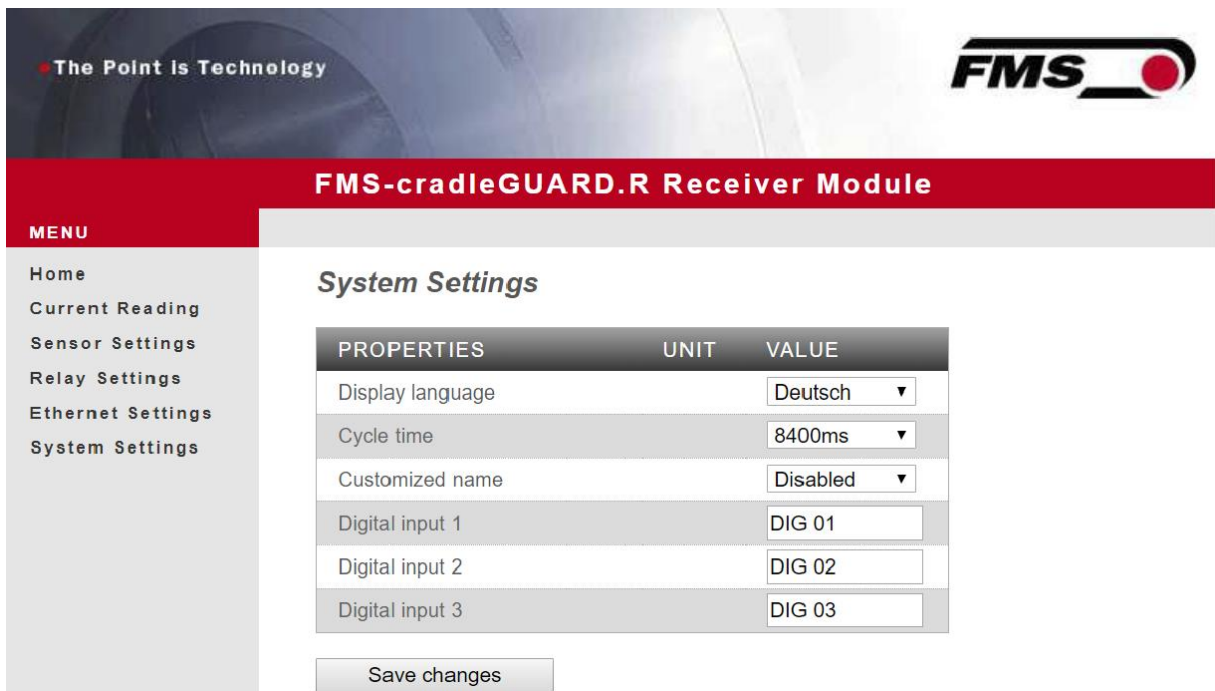 The Point is Technology
FMS
FMS-cradleGUARD.R Receiver Module
MENU
Home
Current Reading
Sensor Settings
Relay Settings
Ethernet Settings
System Settings
System Settings
PROPERTIES UNIT VALUE
Display language Deutsch
Cycle time 8400ms
Customized name Disabled
Digital input 1 DIG 01
Digital input 2 DIG 02
Digital input 3 DIG 03
Save changes